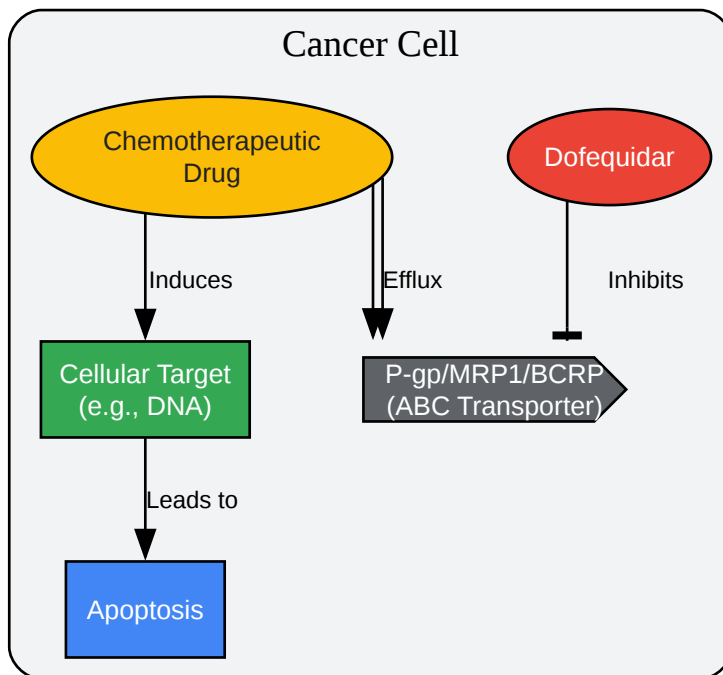 Cancer Cell
Chemotherapeutic
Drug
Dofequidar
Induces
Efflux
Inhibits
Cellular Target
(e.g., DNA)
P-gp/MRP1/BCRP
(ABC Transporter)
Leads to
Apoptosis